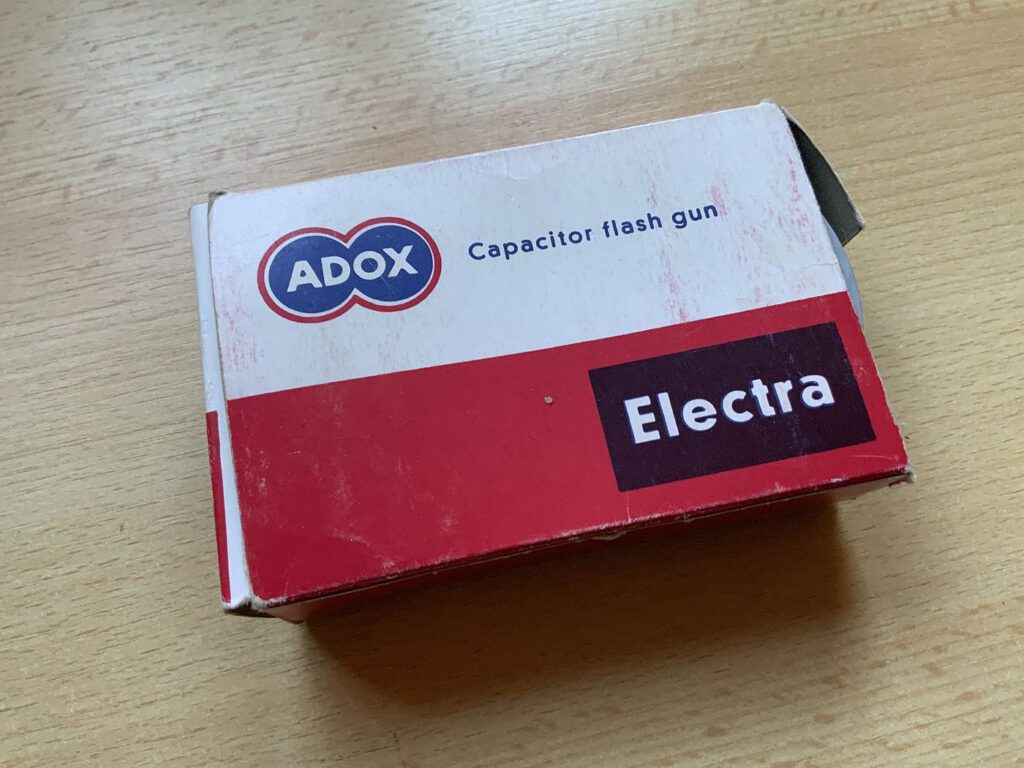 ADOX
Capacitor flash gun
Electra